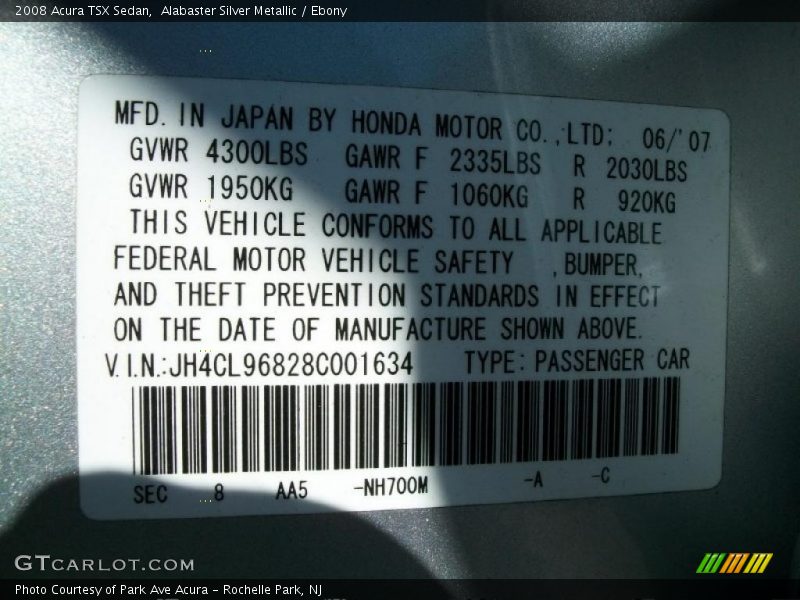 2008 Acura TSX Sedan,  Alabaster Silver Metallic / Ebony
MFD. IN JAPAN BY HONDA MOTOR CO.,LTD; 06/'07
GVWR 4300LBS GAWR F 2335LBS R 2030LBS
GVWR 1950KG GAWR F 1060KG R 920KG
THIS VEHICLE CONFORMS TO ALL APPLICABLE
FEDERAL MOTOR VEHICLE SAFETY ,BUMPER,
AND THEFT PREVENTION STANDARDS IN EFFECT
ON THE DATE OF MANUFACTURE SHOWN ABOVE.
V.I.N.:JH4CL96828C001634 TYPE: PASSENGER CAR
SEC 8 AA5 -NH700M -A -C
GTCARLOT.COM
Photo Courtesy of Park Ave Acura - Rochelle Park, NJ